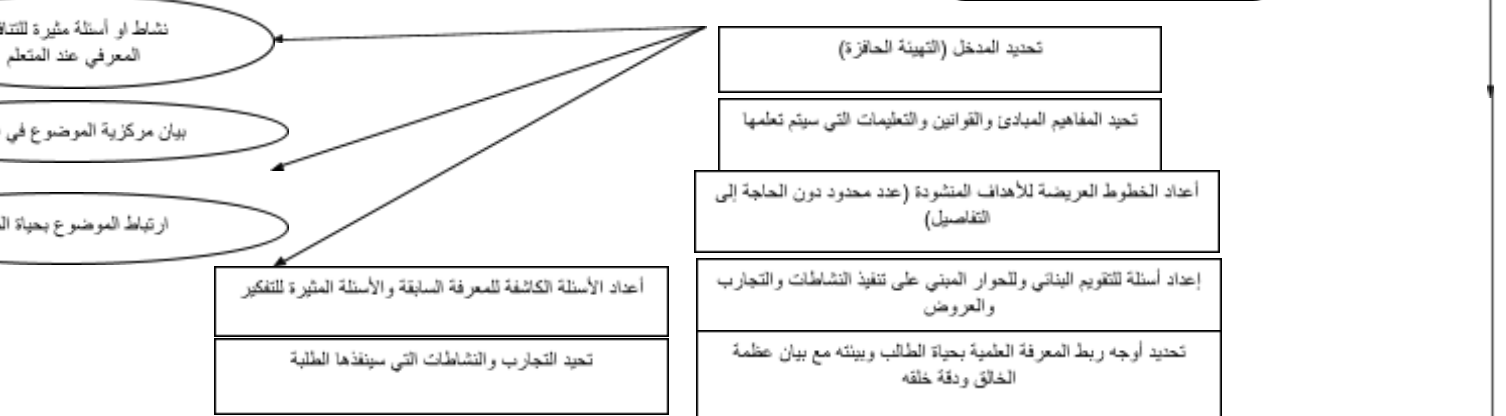 تحديد المدخل (التهيئة الحافزة)
تحيد المفاهيم المبادئ والقوانين والتعليمات التي سيتم تعلمها
أعداد الخطوط العريضة للأهداف المنشودة (عدد محدود دون الحاجة إلى
التفاصيل)
إعداد أسئلة للتقويم البنائي وللحوار المبني على تنفيذ النشاطات والتجارب
والعروض
تحديد أوجه ربط المعرفة العلمية بحياة الطالب وبيئته مع بيان عظمة
الخالق ودقة خلقه
نشاط او أسئلة مثيرة
المعرفي عند المتعلم
بيان مركزية الموضوع في
ارتباط الموضوع بحياة
أعداد الأسئلة الكاشفة للمعرفة السابقة والأسئلة المثيرة للتفكير
تحيد التجارب والنشاطات التي سينفذها الطلبة